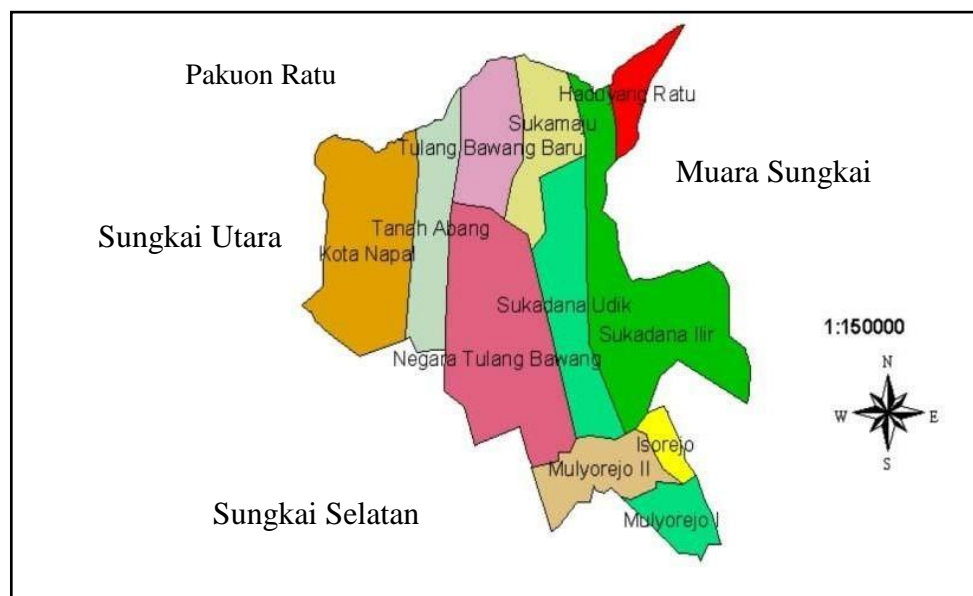 Pakuon Ratu
Haduyang Ratu
Sukamaju
Tulang Bawang Baru
Muara Sungkai
Tanah Abang
Sungkai Utara
Kota Napal
Sukadana Udik
1:150000
Sukadana Ilir
Negara Tulang Bawang
N
W
E
S
Isorejo
Mulyorejo II
Sungkai Selatan
Mulyorejo I